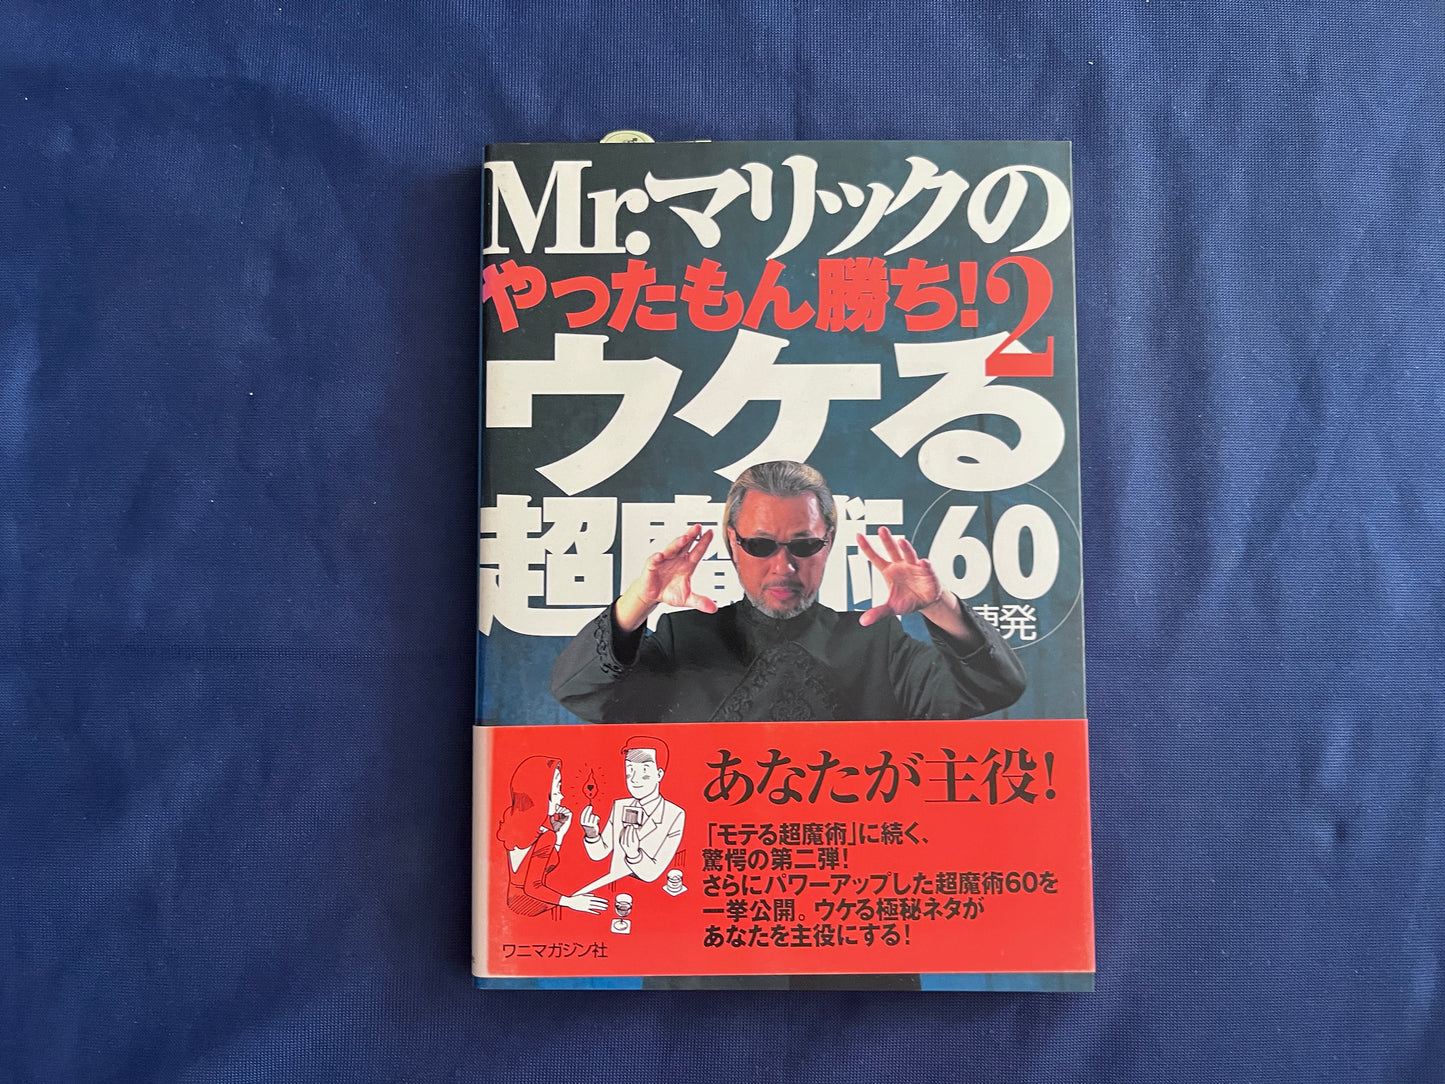 Mr.マリックの
やったもん勝ち!2
ウケる
超魔術60
連発
あなたが主役!
「モテる超魔術」に続く、
驚愕の第二弾!
さらにパワーアップした超魔術60を
一挙公開。ウケる極秘ネタが
あなたを主役にする!
ワニマガジン社